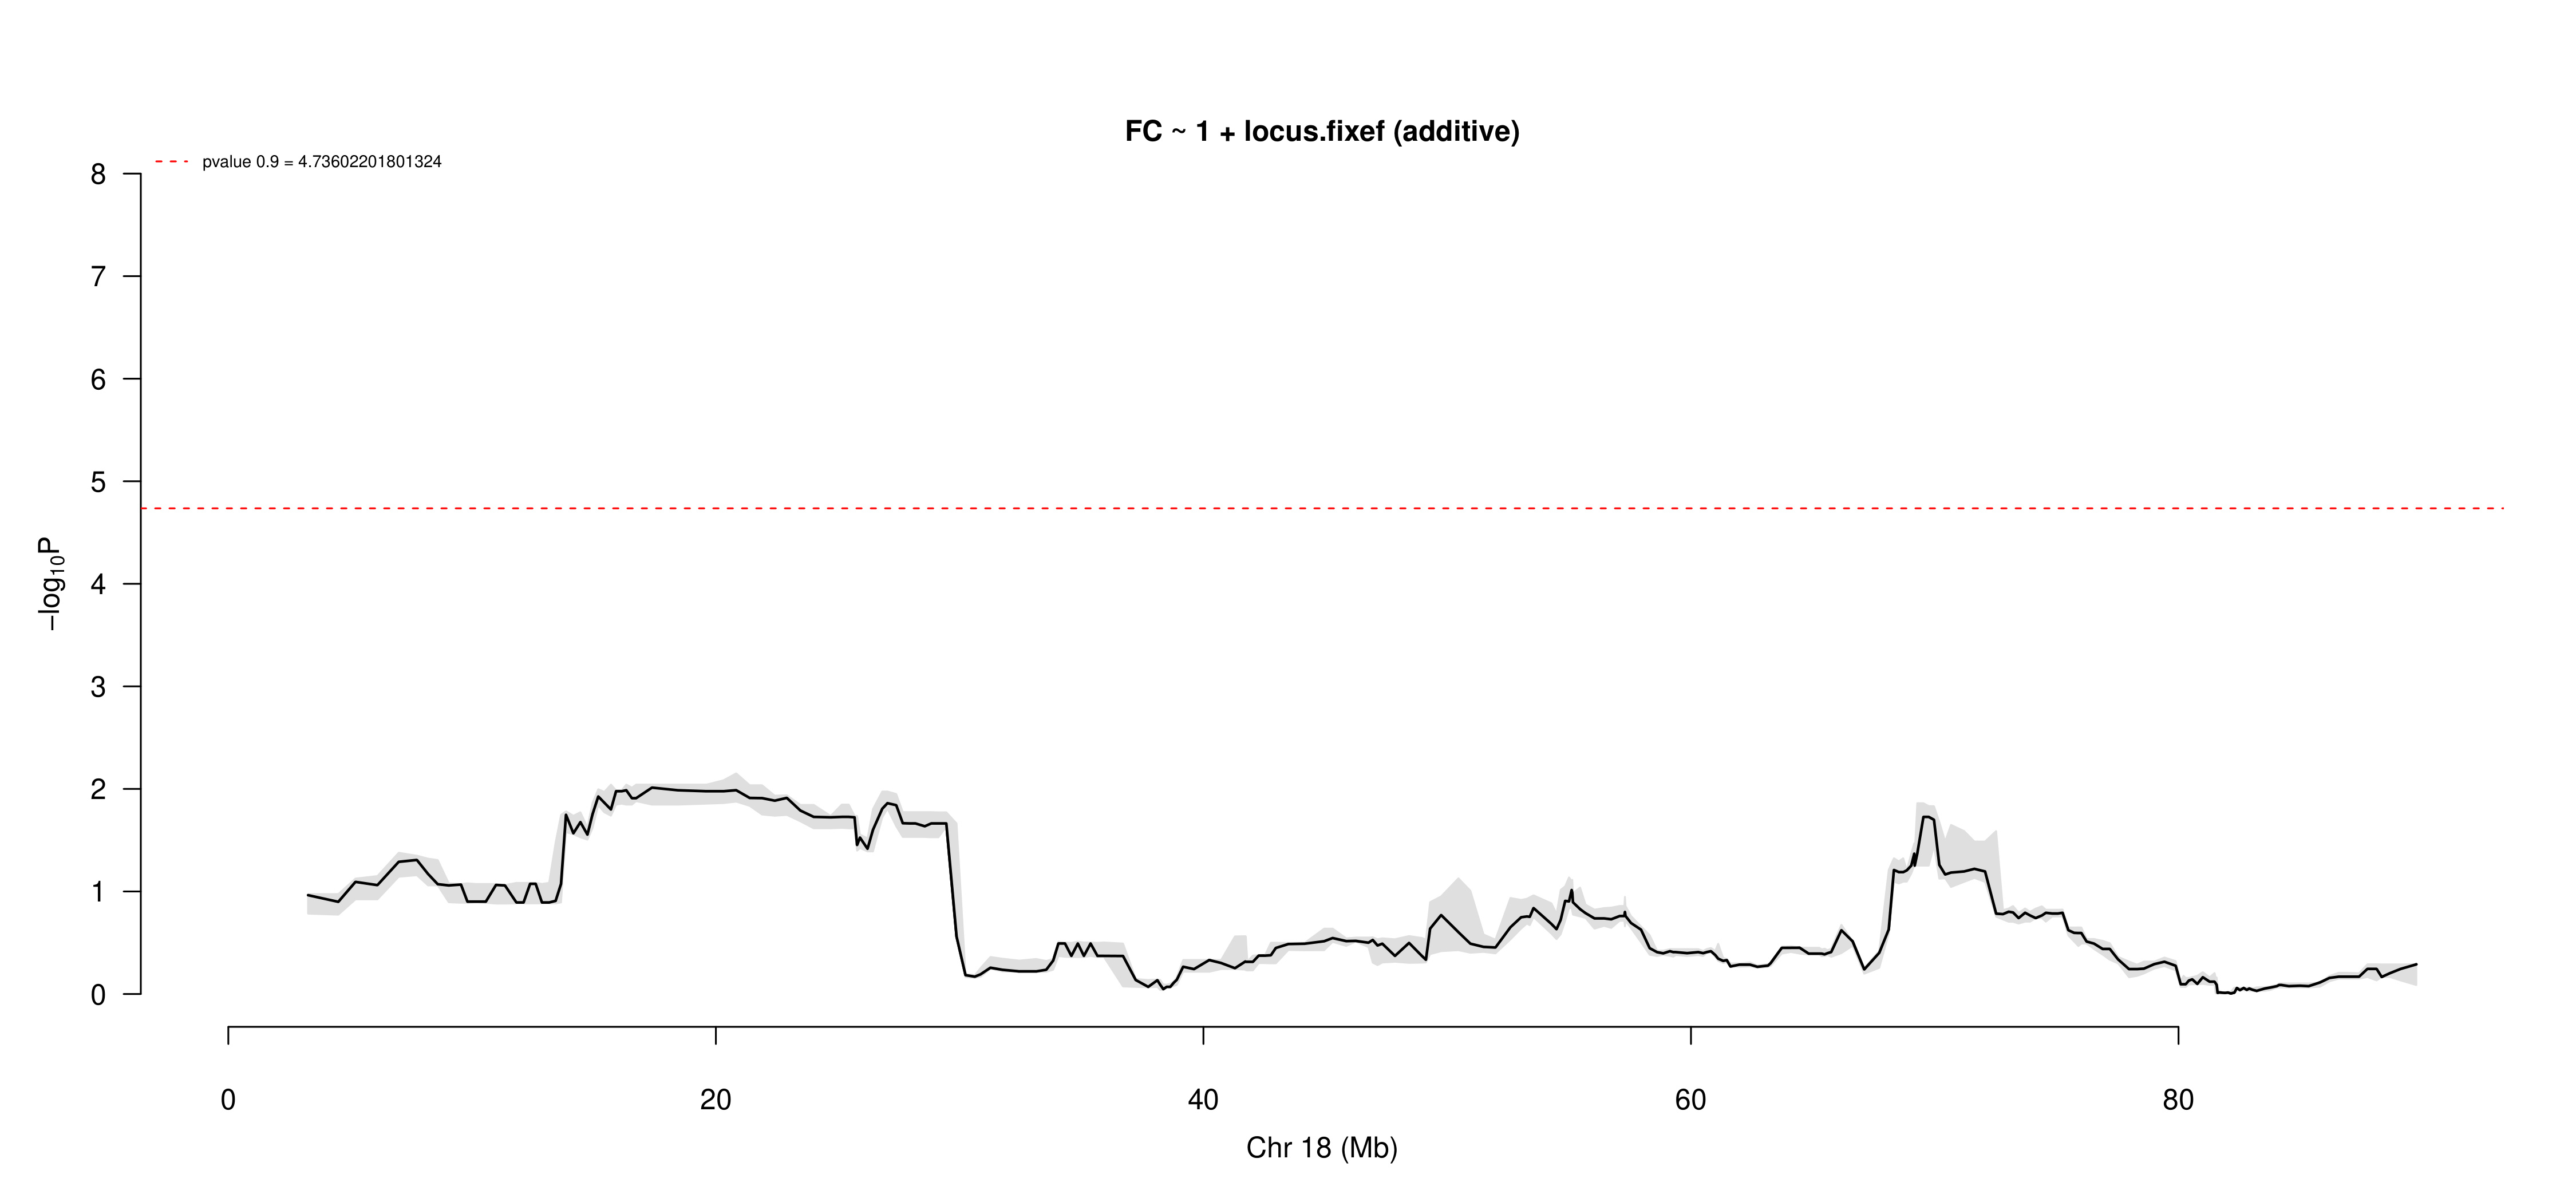 FC ~ 1 + locus.fixef (additive)
pvalue 0.9 = 4.73602201801324
8
7
6
5
4
3
2
1
0
−log10P
0 20 40 60 80
Chr 18 (Mb)